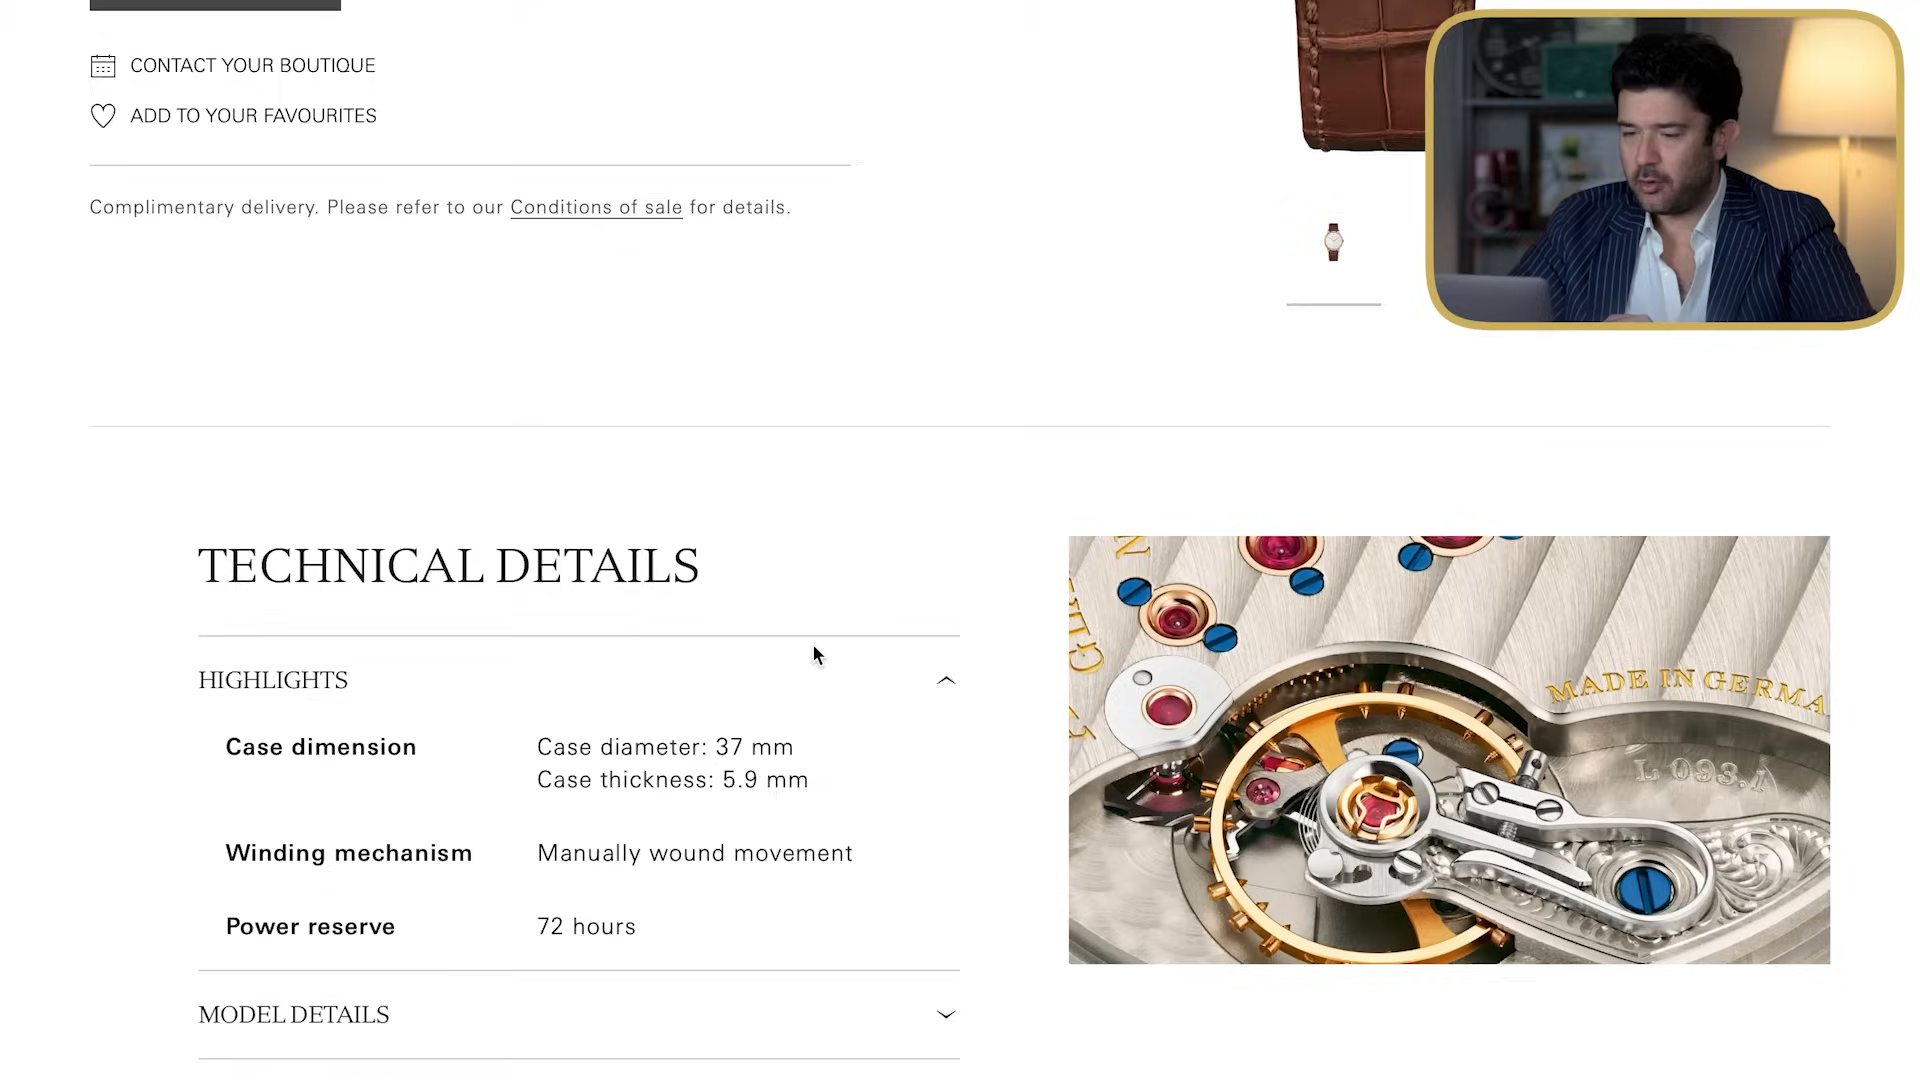 CONTACT YOUR BOUTIQUE
ADD TO YOUR FAVOURITES
Complimentary delivery. Please refer to our Conditions of sale for details.
TECHNICAL DETAILS
HIGHLIGHTS
Case dimension
Case diameter: 37 mm
Case thickness: 5.9 mm
Winding mechanism
Manually wound movement
Power reserve
72 hours
MODEL DETAILS
MADE IN GERMA
L 093.1